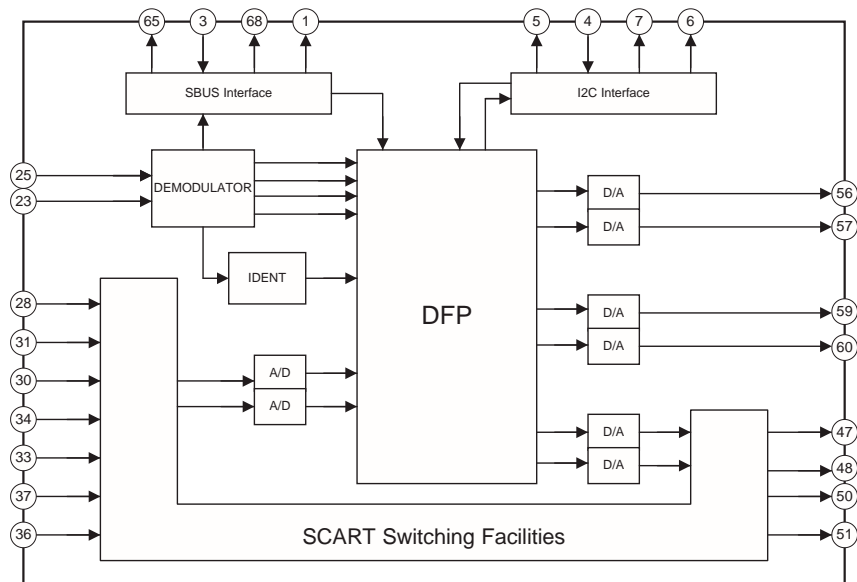 65 3 68 1 5 4 7 6
SBUS Interface
I2C Interface
25
23
DEMODULATOR
D/A
D/A
56
57
IDENT
28
31
30
34
33
37
36
DFP
D/A
D/A
59
60
A/D
A/D
D/A
D/A
47
48
50
51
SCART Switching Facilities